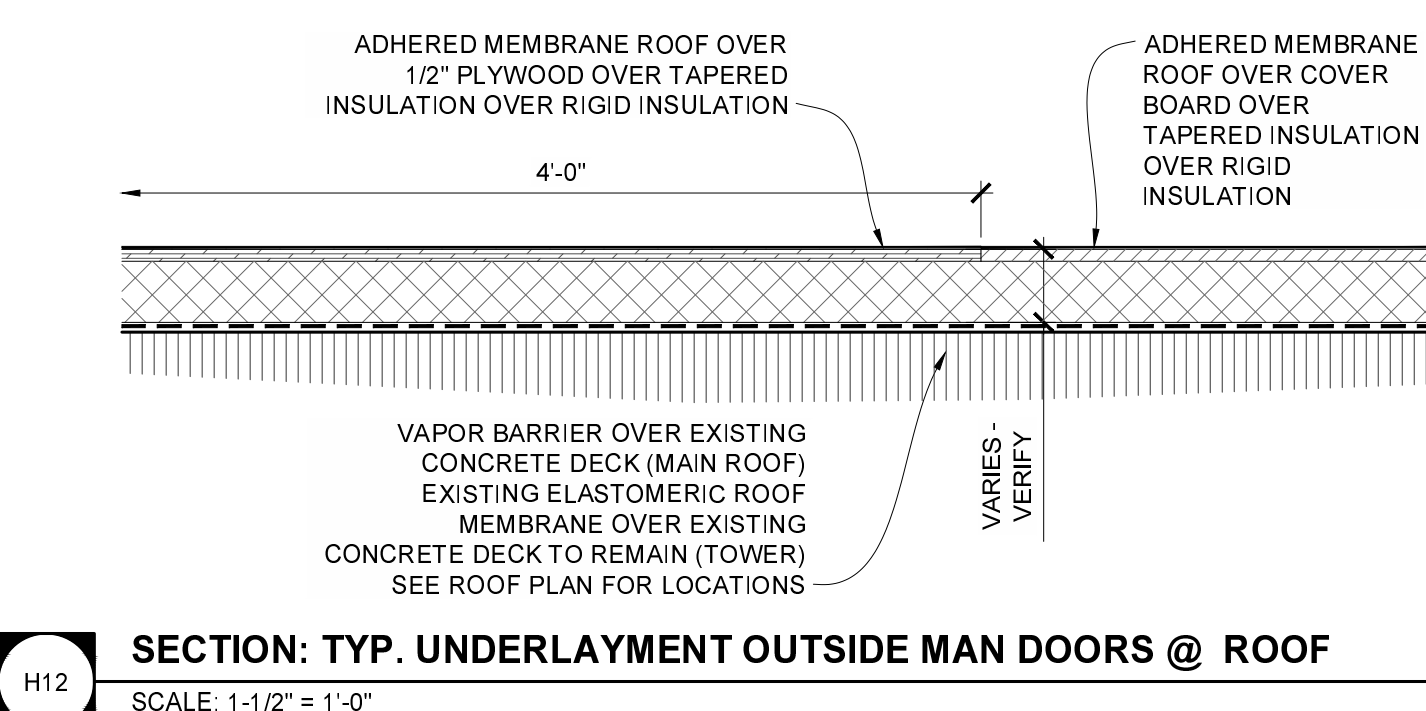 ADHERED MEMBRANE ROOF OVER
1/2" PLYWOOD OVER TAPERED
INSULATION OVER RIGID INSULATION
ADHERED MEMBRANE
ROOF OVER COVER
BOARD OVER
TAPERED INSULATION
OVER RIGID
INSULATION
4'-0"
VAPOR BARRIER OVER EXISTING
CONCRETE DECK (MAIN ROOF)
EXISTING ELASTOMERIC ROOF
MEMBRANE OVER EXISTING
CONCRETE DECK TO REMAIN (TOWER)
SEE ROOF PLAN FOR LOCATIONS
VARIES -
VERIFY
SECTION: TYP. UNDERLAYMENT OUTSIDE MAN DOORS @ ROOF
H12
SCALE: 1-1/2" = 1'-0"